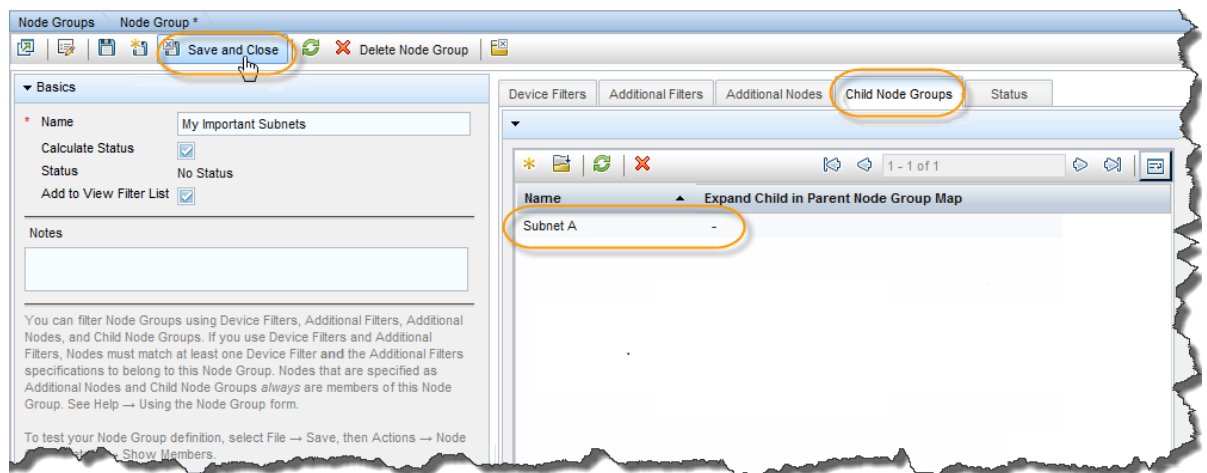 Node Groups Node Group *
Save and Close Delete Node Group
Basics
* Name My Important Subnets
Calculate Status
Status No Status
Add to View Filter List
Notes
You can filter Node Groups using Device Filters, Additional Filters, Additional
Nodes, and Child Node Groups. If you use Device Filters and Additional
Filters, Nodes must match at least one Device Filter and the Additional Filters
specifications to belong to this Node Group. Nodes that are specified as
Additional Nodes and Child Node Groups always are members of this Node
Group. See Help → Using the Node Group form.
To test your Node Group definition, select File → Save, then Actions → Node
Show Members.
Device Filters Additional Filters Additional Nodes Child Node Groups Status
1 - 1 of 1
Name Expand Child in Parent Node Group Map
Subnet A -